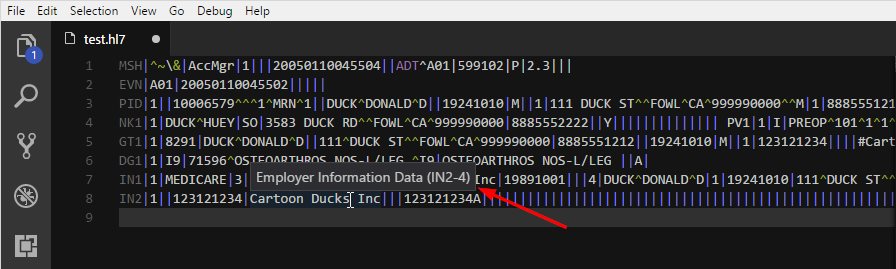 File Edit Selection View Go Debug Help
test.hl7
1
1 MSH|^~\&|AccMgr|1|||20050110045504||ADT^A01|599102|P|2.3|||
2 EVN|A01|20050110045502|||||
3 PID|1||10006579^^^1^MRN^1||DUCK^DONALD^D||19241010|M||1|111 DUCK ST^^FOWL^CA^999990000^^M|1|8885551212
4 NK1|1|DUCK^HUEY|SO|3583 DUCK RD^^FOWL^CA^999990000|8885552222||Y|||||||||||||| PV1|1|I|PREOP^101^1^1^
5 GT1|1|8291|DUCK^DONALD^D||111^DUCK ST^^FOWL^CA^999990000|8885551212||19241010|M||1|123121234||||#Cart
6 DG1|1|I9|71596^OSTEOARTHROS NOS-L/LEG ^I9|OSTEOARTHROS NOS-L/LEG ||A|
Employer Information Data (IN2-4)
7 IN1|1|MEDICARE|3| Inc|19891001|||4|DUCK^DONALD^D|1|19241010|111^DUCK ST^^
8 IN2|1||123121234|Cartoon Ducks Inc|||123121234A||||||||||||||||||||||||||||||||||||||||||||||||||
9